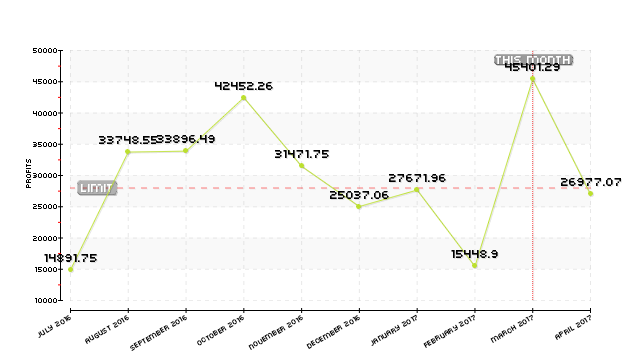 50000
THIS MONTH
45401.29
45000
42452.26
40000
33748.55
33896.49
35000
31471.75
30000
PROFITS
LIMIT
27671.96
26977.07
25037.06
25000
20000
15448.9
14891.75
15000
10000
JULY 2016
AUGUST 2016
SEPTEMBER 2016
OCTOBER 2016
NOVEMBER 2016
DECEMBER 2016
JANUARY 2017
FEBRUARY 2017
MARCH 2017
APRIL 2017